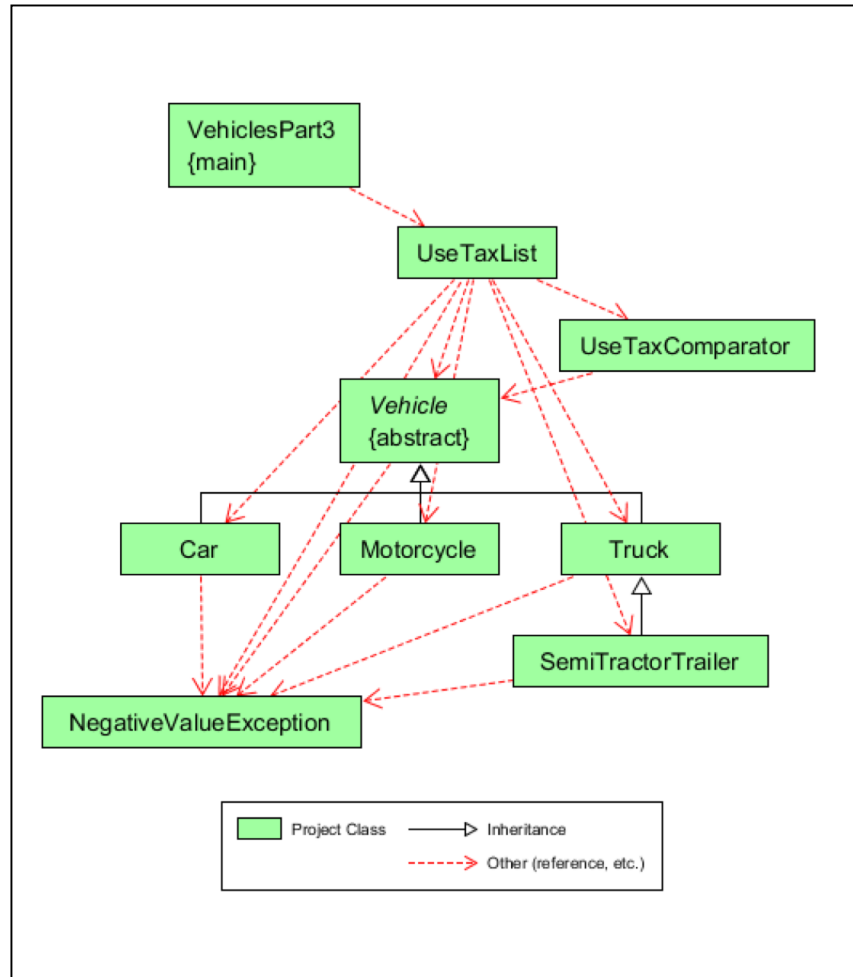 VehiclesPart3
{main}
UseTaxList
UseTaxComparator
Vehicle
{abstract}
Car
Motorcycle
Truck
SemiTractorTrailer
NegativeValueException
Project Class
Inheritance
Other (reference, etc.)